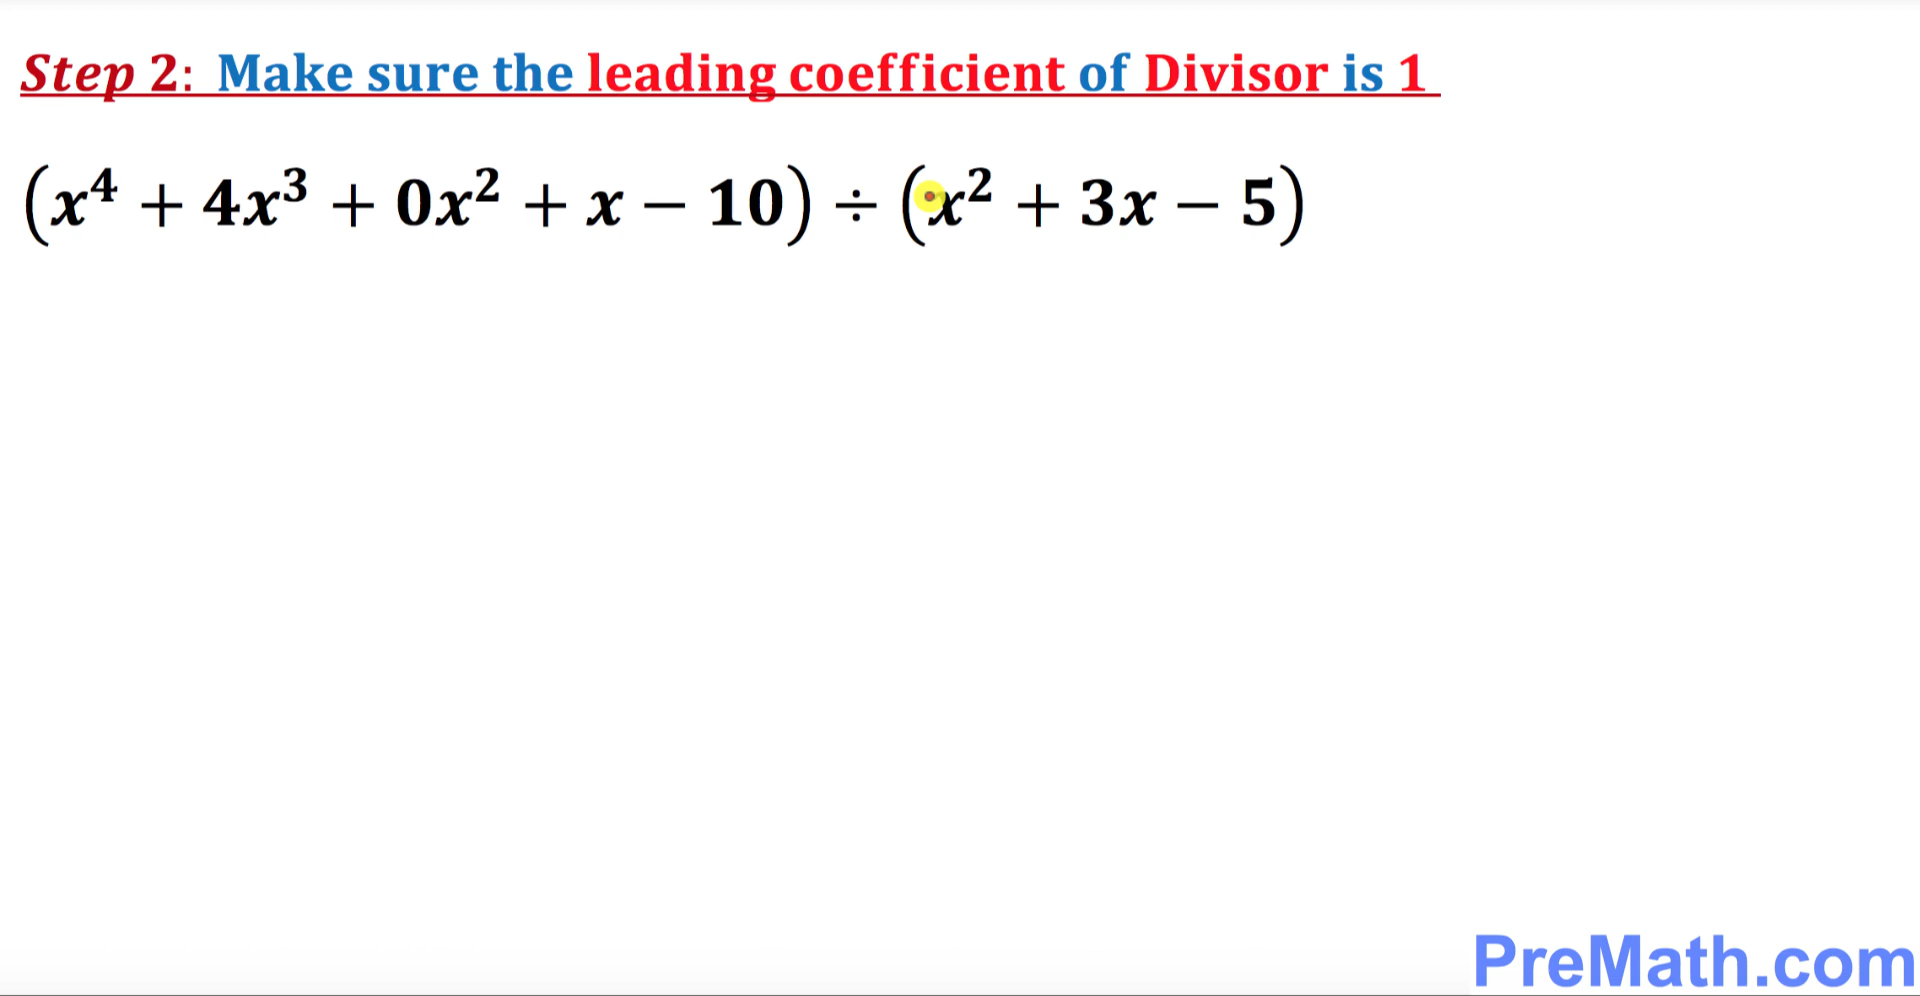 Step 2: Make sure the leading coefficient of Divisor is 1
(x⁴ + 4x³ + 0x² + x − 10) ÷ (x² + 3x − 5)
PreMath.com